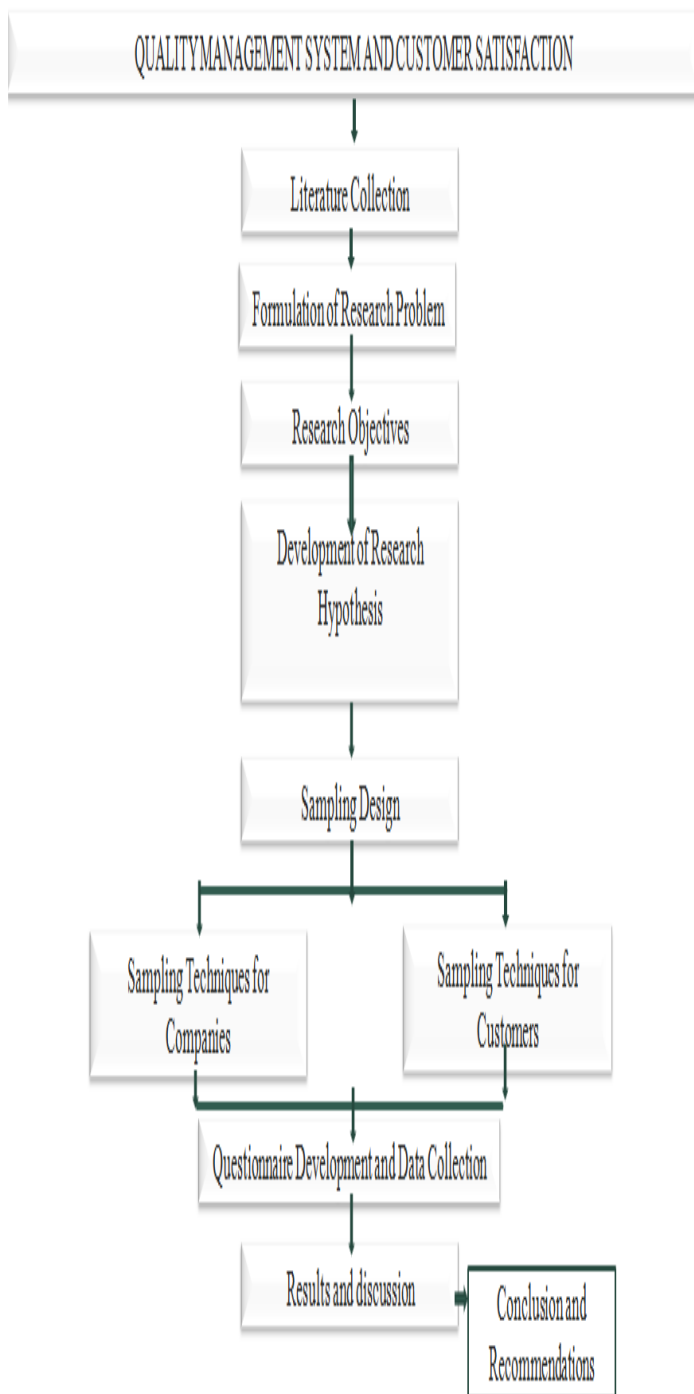 QUALITY MANAGEMENT SYSTEM AND CUSTOMER SATISFACTION
Literature Collection
Formulation of Research Problem
Research Objectives
Development of Research
Hypothesis
Sampling Design
Sampling Techniques for
Companies
Sampling Techniques for
Customers
Questionnaire Development and Data Collection
Results and discussion
Conclusion and
Recommendations